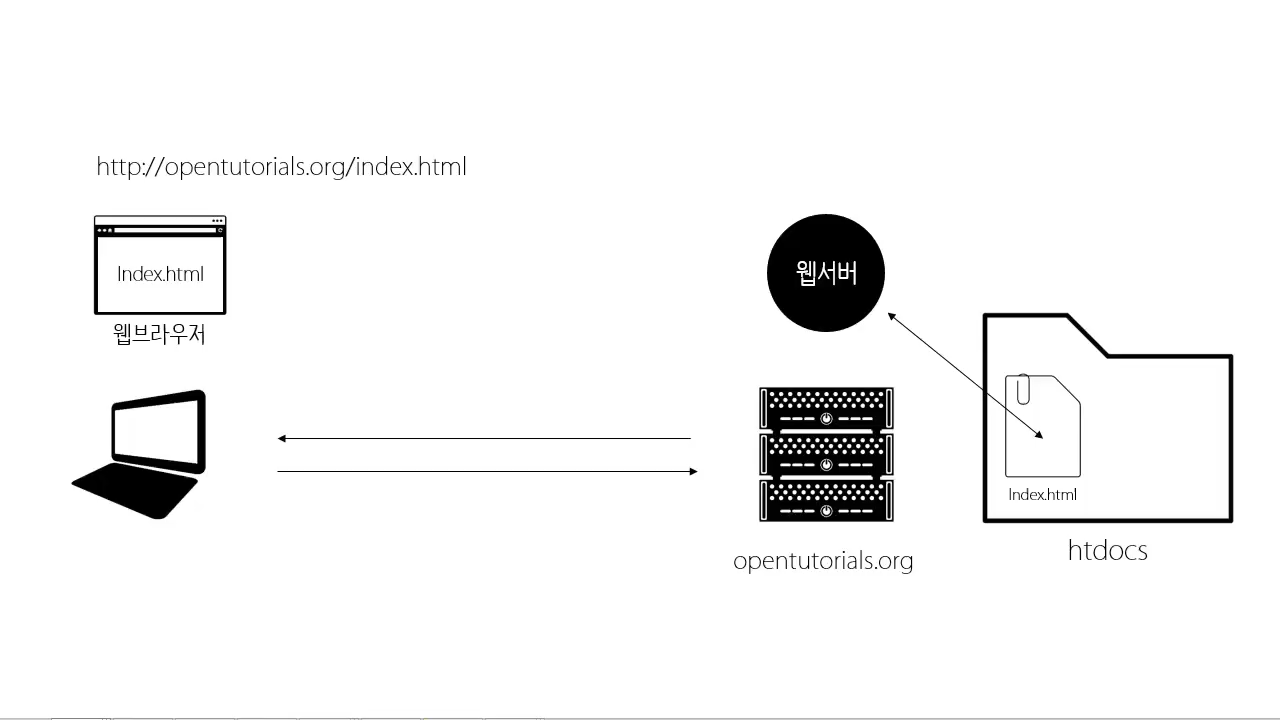 http://opentutorials.org/index.html
Index.html
웹브라우저
웹서버
Index.html
opentutorials.org
htdocs